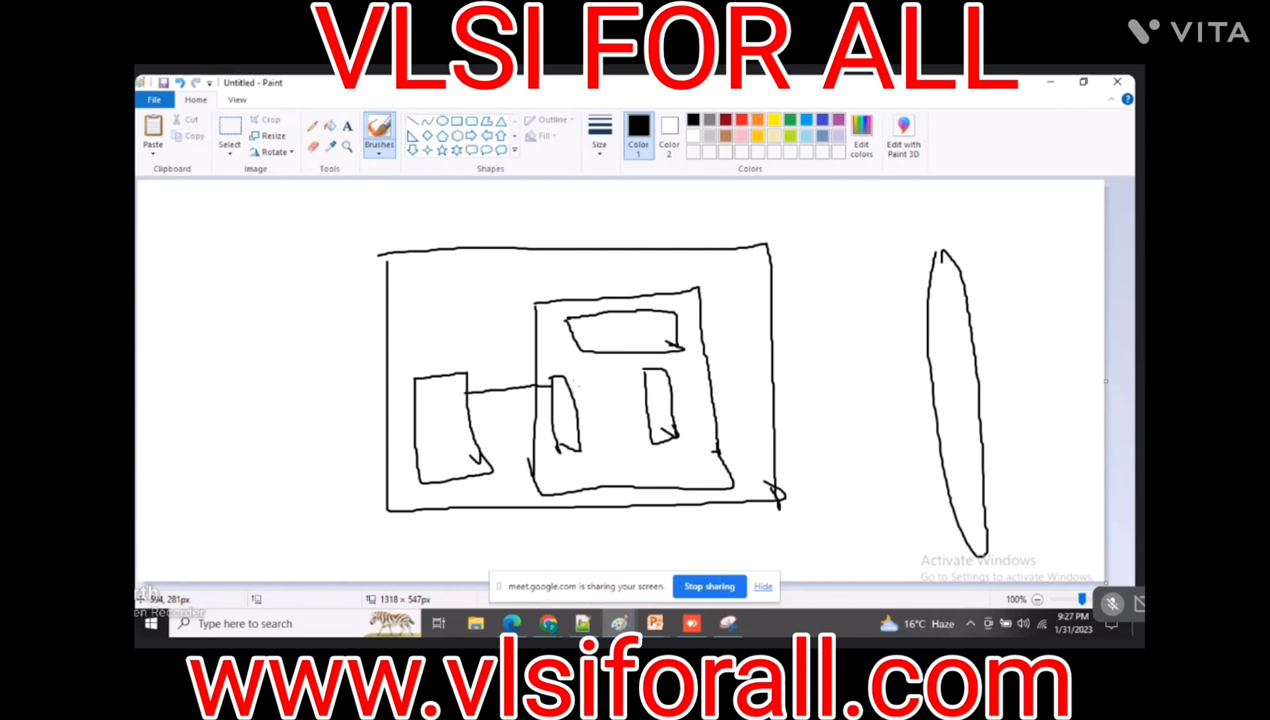 VLSI FOR ALL
VITA
Untitled - Paint
File
Home
View
Paste
Cut
Copy
Clipboard
Select
Crop
Resize
Rotate
Image
Tools
Brushes
Outline
Fill
Shapes
Size
Color
1
Color
2
Edit
colors
Colors
Edit with
Paint 3D
Activate Windows
Go to Settings to activate Windows.
meet.google.com is sharing your screen.
Stop sharing
Hide
281px
1318 × 547px
100%
Type here to search
16°C Haze
9:27 PM
1/31/2023
www.vlsiforall.com